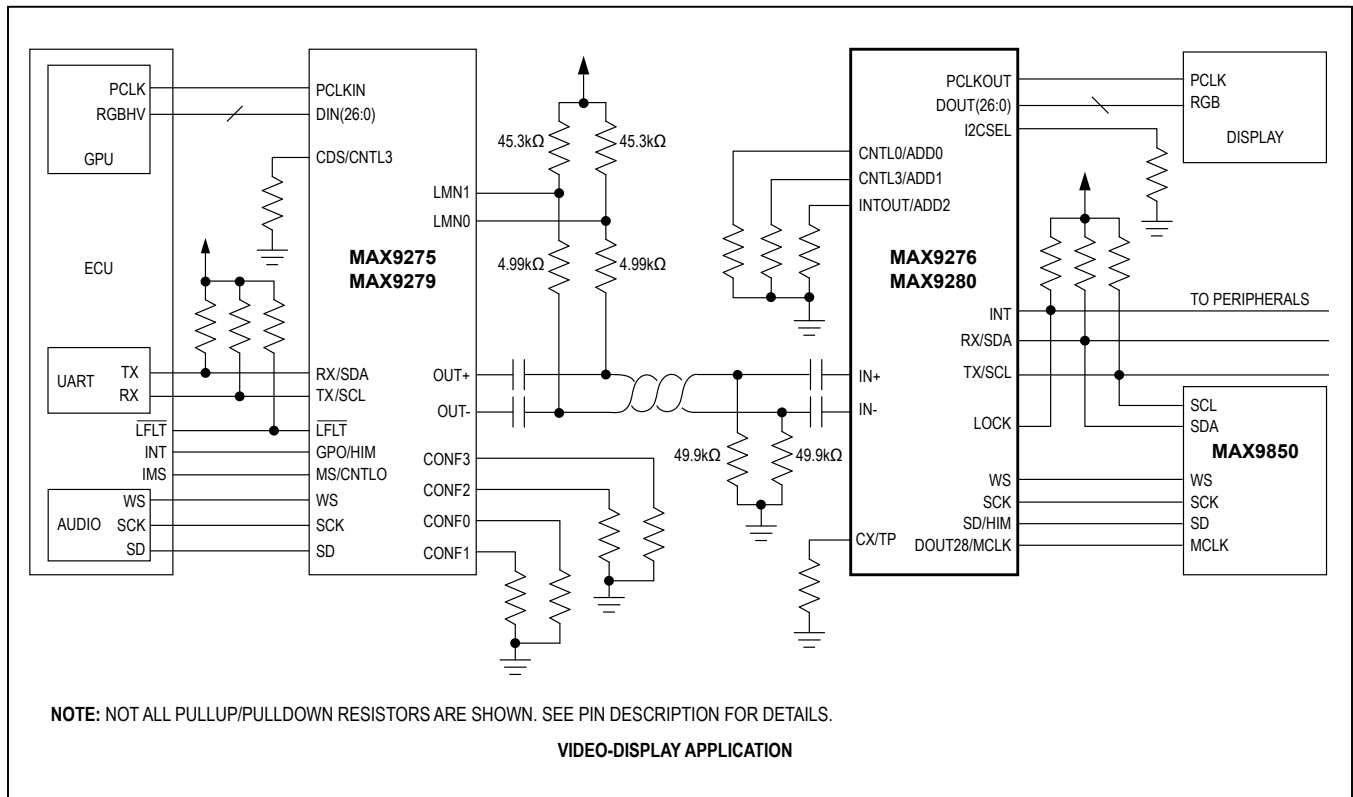 PCLK
RGBHV
GPU
ECU
UART
TX
RX
LFLT
INT
IMS
AUDIO
WS
SCK
SD
PCLKIN
DIN(26:0)
CDS/CNTL3
LMN1
LMN0
MAX9275
MAX9279
RX/SDA
TX/SCL
LFLT
GPO/HIM
MS/CNTLO
WS
SCK
SD
OUT+
OUT-
CONF3
CONF2
CONF0
CONF1
45.3kΩ
45.3kΩ
4.99kΩ
4.99kΩ
49.9kΩ
49.9kΩ
PCLKOUT
DOUT(26:0)
I2CSEL
CNTL0/ADD0
CNTL3/ADD1
INTOUT/ADD2
MAX9276
MAX9280
INT
RX/SDA
TX/SCL
IN+
IN-
LOCK
WS
SCK
SD/HIM
CX/TP
DOUT28/MCLK
PCLK
RGB
DISPLAY
TO PERIPHERALS
SCL
SDA
MAX9850
WS
SCK
SD
MCLK
NOTE: NOT ALL PULLUP/PULLDOWN RESISTORS ARE SHOWN. SEE PIN DESCRIPTION FOR DETAILS.
VIDEO-DISPLAY APPLICATION